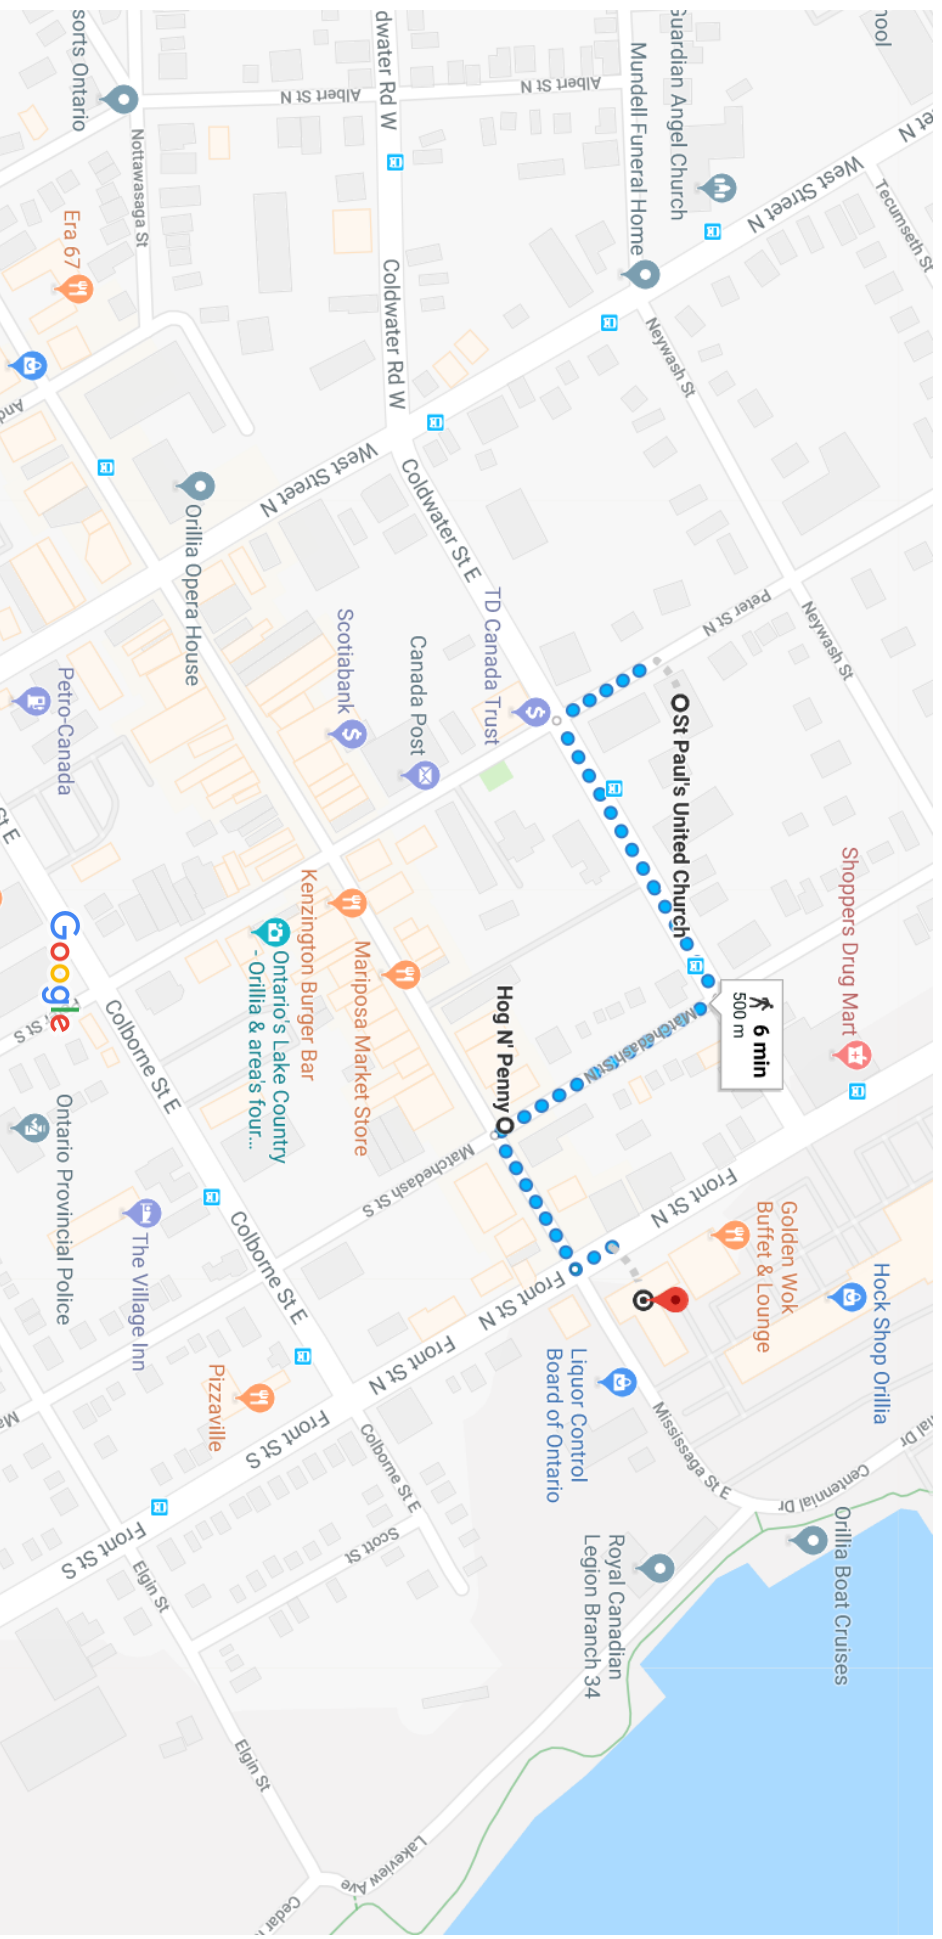 sorts Ontario
Nottawasaga St
Era 67
Albert St N
Albert St N
dwater Rd W
Coldwater Rd W
Guardian Angel Church
Mundell Funeral Home
West Street N
Tecumseth St
Neywash St
West Street N
Coldwater St E
Orillia Opera House
Peter St N
Neywash St
TD Canada Trust
Scotiabank
Canada Post
Petro-Canada
St Paul's United Church
Shoppers Drug Mart
Kenzington Burger Bar
Mariposa Market Store
Ontario's Lake Country
- Orillia & area's four...
Google
St E
St S
Colborne St E
6 min
500 m
Matchedash St N
Hog N' Penny
Matchedash St S
Ontario Provincial Police
The Village Inn
Colborne St E
Front St N
Golden Wok
Buffet & Lounge
Hock Shop Orillia
Front St N
Front St N
Liquor Control
Board of Ontario
Pizzaville
Front St S
Colborne St E
Mississaga St E
Centennial Dr
Scott St
Front St S
Elgin St
Royal Canadian
Legion Branch 34
Orillia Boat Cruises
Elgin St
Lakeview Ave
Cedar